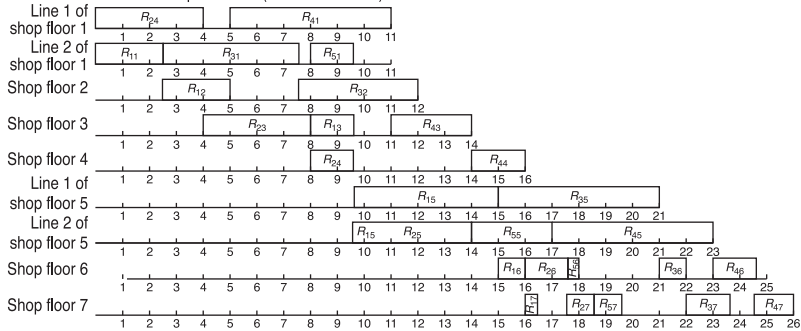 Line 1 of shop floor 1
R24 R41
1 2 3 4 5 6 7 8 9 10 11
Line 2 of shop floor 1
R11 R31 R51
1 2 3 4 5 6 7 8 9 10 11
Shop floor 2
R12 R32
1 2 3 4 5 6 7 8 9 10 11 12
Shop floor 3
R23 R13 R43
1 2 3 4 5 6 7 8 9 10 11 12 13 14
Shop floor 4
R24 R44
1 2 3 4 5 6 7 8 9 10 11 12 13 14 15 16
Line 1 of shop floor 5
R15 R35
1 2 3 4 5 6 7 8 9 10 11 12 13 14 15 16 17 18 19 20 21
Line 2 of shop floor 5
R15 R25 R55 R45
1 2 3 4 5 6 7 8 9 10 11 12 13 14 15 16 17 18 19 20 21 22 23
Shop floor 6
R16 R26 R56 R36 R46
1 2 3 4 5 6 7 8 9 10 11 12 13 14 15 16 17 18 19 20 21 22 23 24 25
Shop floor 7
R17 R27 R57 R37 R47
1 2 3 4 5 6 7 8 9 10 11 12 13 14 15 16 17 18 19 20 21 22 23 24 25 26